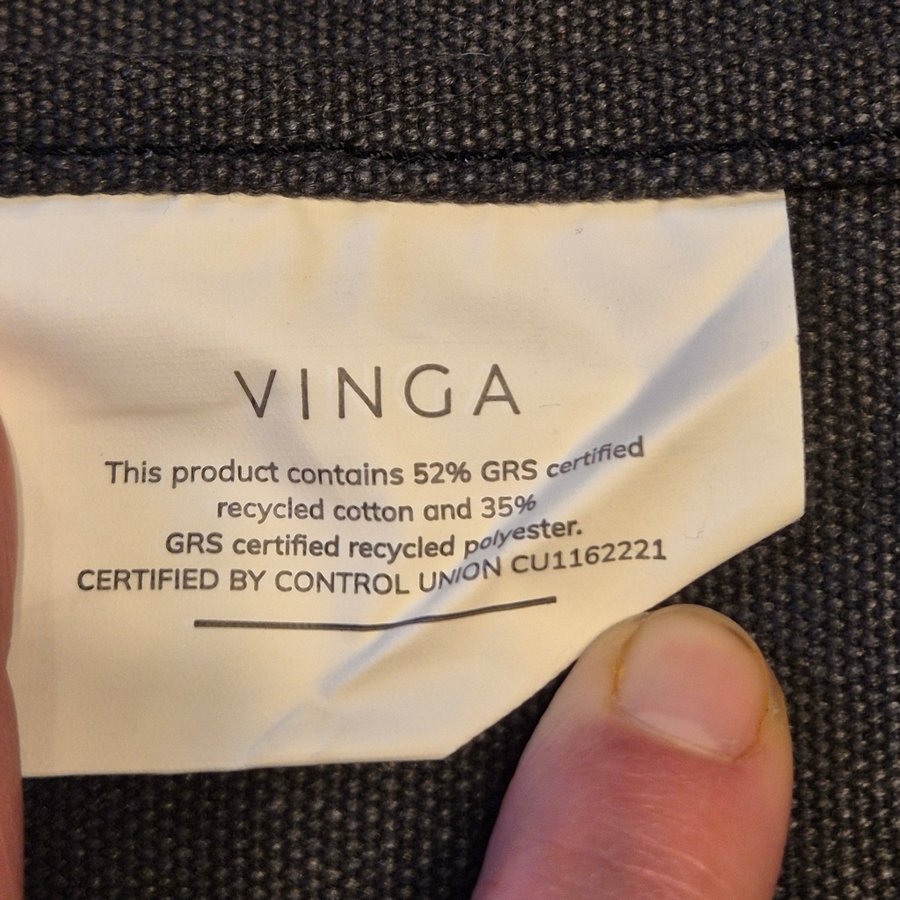 VINGA
This product contains 52% GRS certified
recycled cotton and 35%
GRS certified recycled polyester.
CERTIFIED BY CONTROL UNION CU1162221